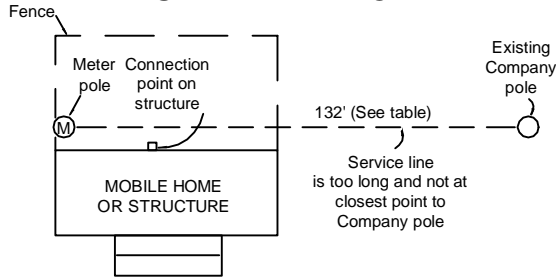 Fence
Meter
pole
Connection
point on
structure
Existing
Company
pole
M
132' (See table)
Service line
is too long and not at
closest point to
Company pole
MOBILE HOME
OR STRUCTURE